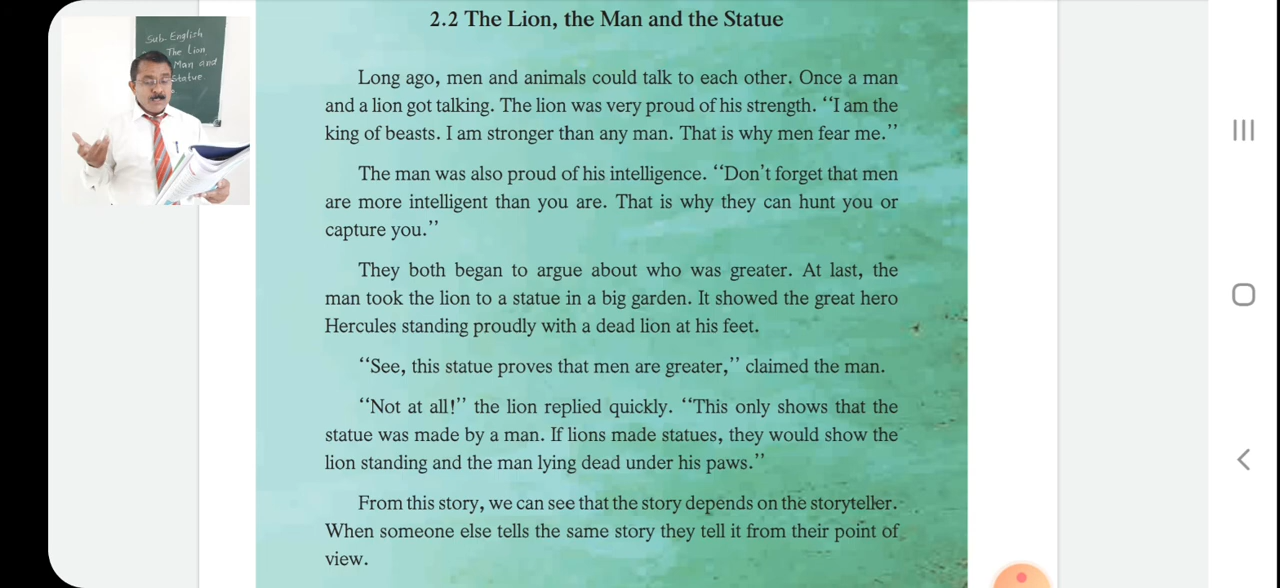 Sub- English
The Lion
Man and
Statue
2.2 The Lion, the Man and the Statue
Long ago, men and animals could talk to each other. Once a man
and a lion got talking. The lion was very proud of his strength. “I am the
king of beasts. I am stronger than any man. That is why men fear me.”
The man was also proud of his intelligence. “Don’t forget that men
are more intelligent than you are. That is why they can hunt you or
capture you.”
They both began to argue about who was greater. At last, the
man took the lion to a statue in a big garden. It showed the great hero
Hercules standing proudly with a dead lion at his feet.
“See, this statue proves that men are greater,” claimed the man.
“Not at all!” the lion replied quickly. “This only shows that the
statue was made by a man. If lions made statues, they would show the
lion standing and the man lying dead under his paws.”
From this story, we can see that the story depends on the storyteller.
When someone else tells the same story they tell it from their point of
view.